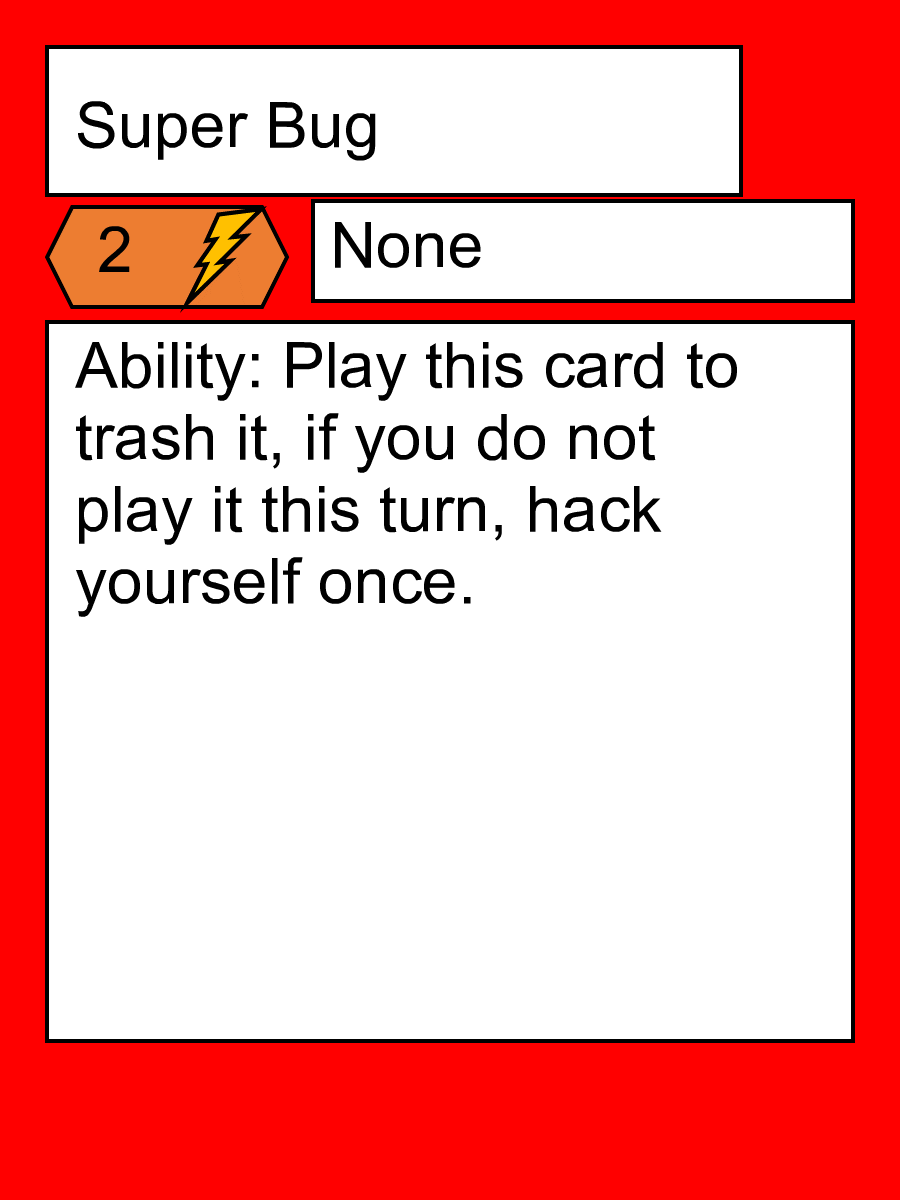 Super Bug
2
None
Ability: Play this card to
trash it, if you do not
play it this turn, hack
yourself once.